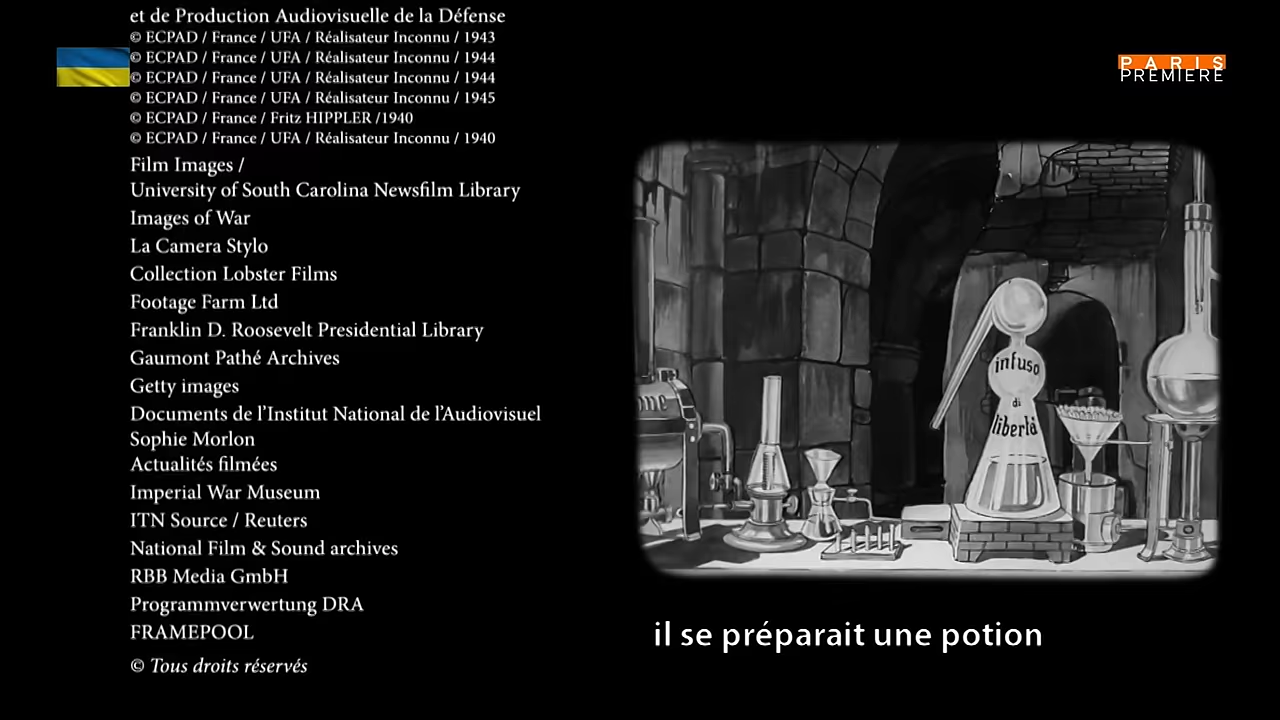 et de Production Audiovisuelle de la Défense
© ECPAD / France / UFA / Réalisateur Inconnu / 1943
© ECPAD / France / UFA / Réalisateur Inconnu / 1944
© ECPAD / France / UFA / Réalisateur Inconnu / 1944
© ECPAD / France / UFA / Réalisateur Inconnu / 1945
© ECPAD / France / Fritz HIPPLER /1940
© ECPAD / France / UFA / Réalisateur Inconnu / 1940
Film Images /
University of South Carolina Newsfilm Library
Images of War
La Camera Stylo
Collection Lobster Films
Footage Farm Ltd
Franklin D. Roosevelt Presidential Library
Gaumont Pathé Archives
Getty images
Documents de l'Institut National de l'Audiovisuel
Sophie Morlon
Actualités filmées
Imperial War Museum
ITN Source / Reuters
National Film & Sound archives
RBB Media GmbH
Programmverwertung DRA
FRAMEPOOL
© Tous droits réservés
PARIS
PREMIÈRE
infuso
di
libertà
il se préparait une potion